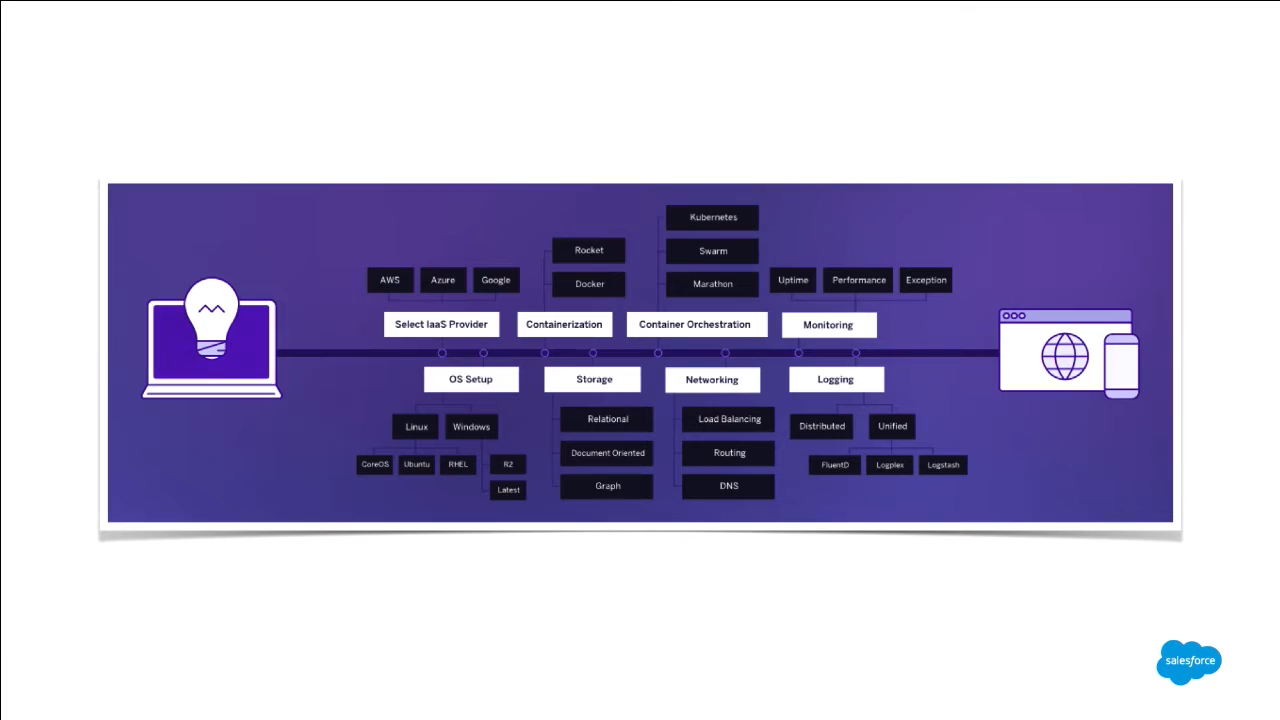 Kubernetes
Rocket
Swarm
AWS
Azure
Google
Docker
Marathon
Uptime
Performance
Exception
Select IaaS Provider
Containerization
Container Orchestration
Monitoring
OS Setup
Storage
Networking
Logging
Linux
Windows
Relational
Load Balancing
Distributed
Unified
CoreOS
Ubuntu
RHEL
R2
Document Oriented
Routing
FluentD
Logplex
Logstash
Latest
Graph
DNS
salesforce